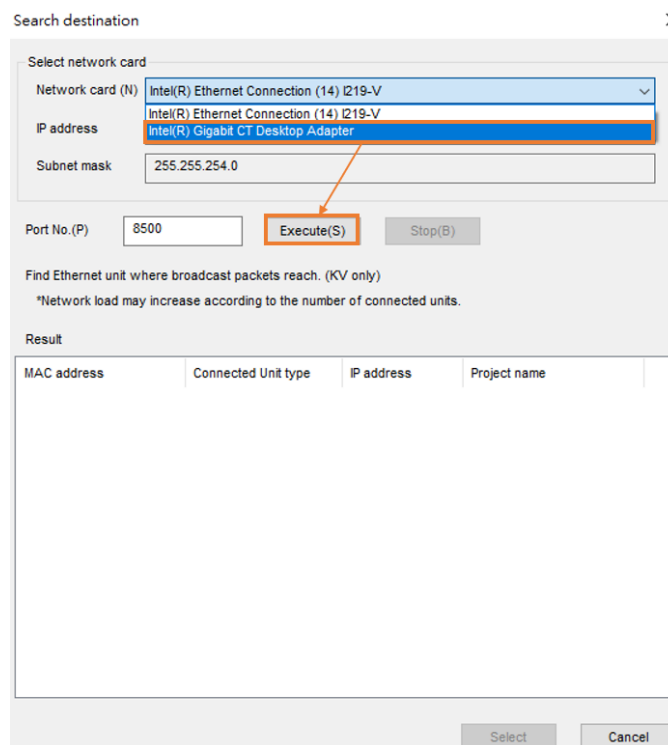 Search destination
Select network card
Network card (N) Intel(R) Ethernet Connection (14) I219-V
Intel(R) Ethernet Connection (14) I219-V
IP address Intel(R) Gigabit CT Desktop Adapter
Subnet mask 255.255.254.0
Port No.(P) 8500 Execute(S) Stop(B)
Find Ethernet unit where broadcast packets reach. (KV only)
*Network load may increase according to the number of connected units.
Result
MAC address Connected Unit type IP address Project name
Select Cancel